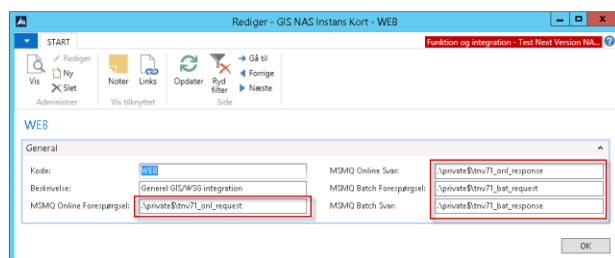 Rediger - GIS NAS Instans Kort - WEB
START
Funktion og integration - Test Next Version NA...
Vis
Rediger
Ny
Slet
Administrer
Noter
Links
Vis tilknyttet
Opdater
Ryd filter
Gå til
Forrige
Næste
Side
WEB
General
Kode: WEB
Beskrivelse: Generel GIS/WSG integration
MSMQ Online Forespørgsel: .\private$\tnv71_onl_request
MSMQ Online Svar: .\private$\tnv71_onl_response
MSMQ Batch Forespørgsel: .\private$\tnv71_bat_request
MSMQ Batch Svar: .\private$\tnv71_bat_response
OK